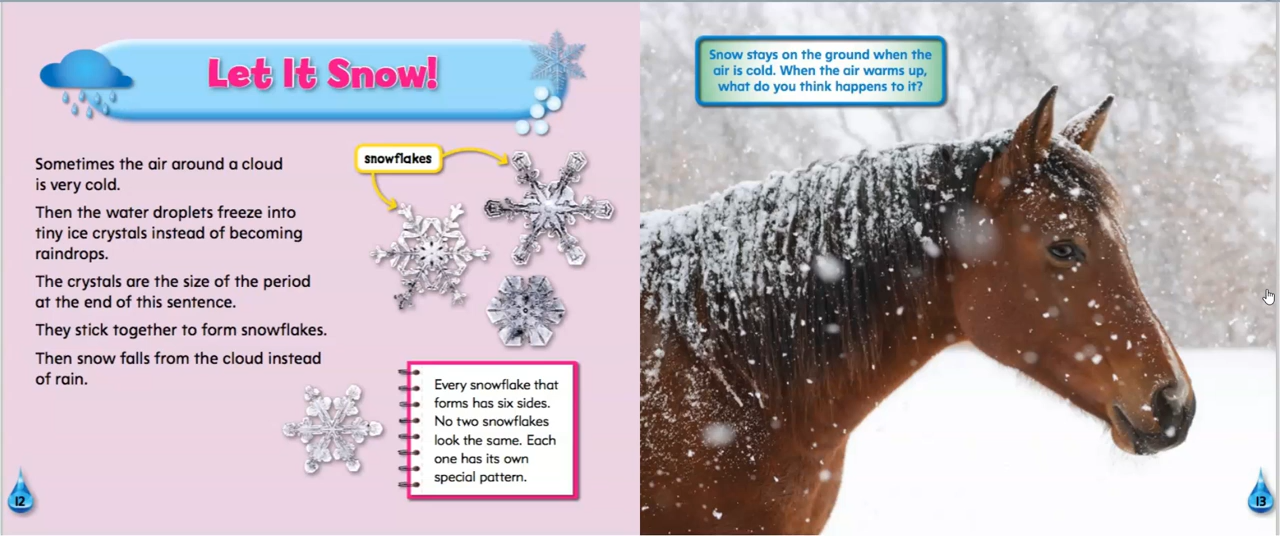 Let It Snow!
Sometimes the air around a cloud
is very cold.
Then the water droplets freeze into
tiny ice crystals instead of becoming
raindrops.
The crystals are the size of the period
at the end of this sentence.
They stick together to form snowflakes.
Then snow falls from the cloud instead
of rain.
snowflakes
Every snowflake that
forms has six sides.
No two snowflakes
look the same. Each
one has its own
special pattern.
12
Snow stays on the ground when the
air is cold. When the air warms up,
what do you think happens to it?
13